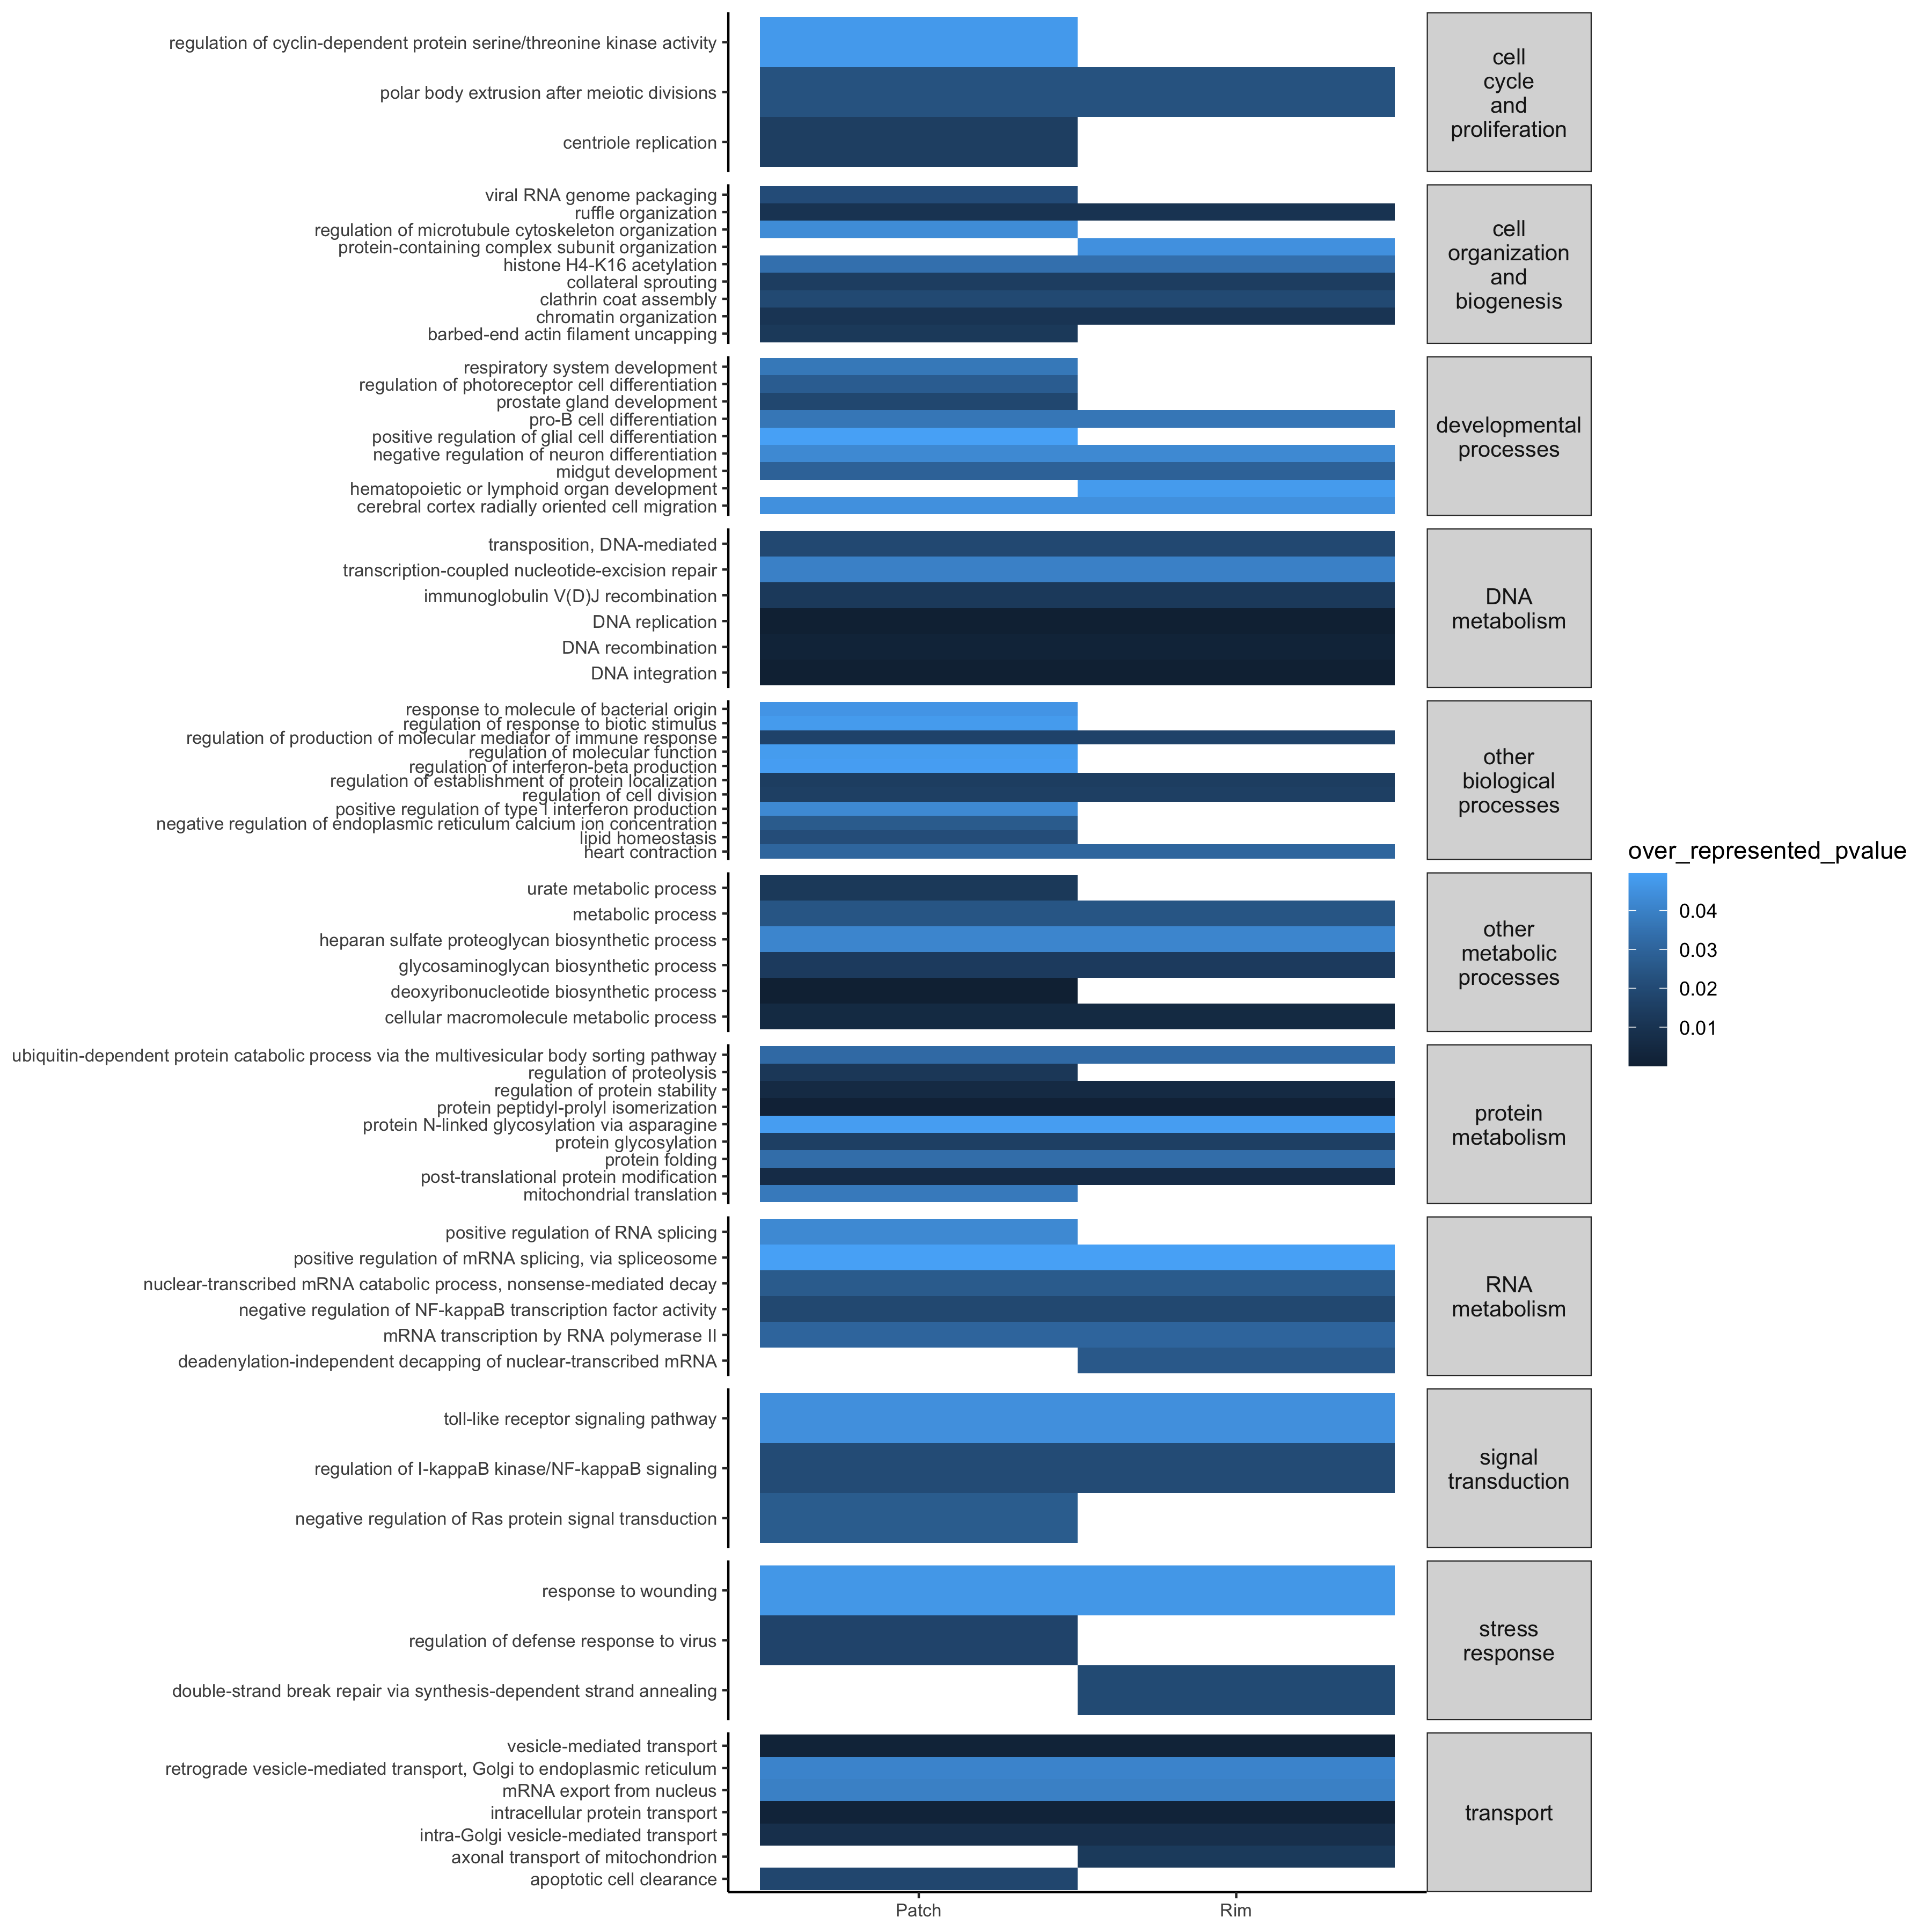 regulation of cyclin-dependent protein serine/threonine kinase activity
polar body extrusion after meiotic divisions
centriole replication
cell
cycle
and
proliferation
viral RNA genome packaging
ruffle organization
regulation of microtubule cytoskeleton organization
protein-containing complex subunit organization
histone H4-K16 acetylation
collateral sprouting
clathrin coat assembly
chromatin organization
barbed-end actin filament uncapping
cell
organization
and
biogenesis
respiratory system development
regulation of photoreceptor cell differentiation
prostate gland development
pro-B cell differentiation
positive regulation of glial cell differentiation
negative regulation of neuron differentiation
midgut development
hematopoietic or lymphoid organ development
cerebral cortex radially oriented cell migration
developmental
processes
transposition, DNA-mediated
transcription-coupled nucleotide-excision repair
immunoglobulin V(D)J recombination
DNA replication
DNA recombination
DNA integration
DNA
metabolism
response to molecule of bacterial origin
regulation of response to biotic stimulus
regulation of production of molecular mediator of immune response
regulation of molecular function
regulation of interferon-beta production
regulation of establishment of protein localization
regulation of cell division
positive regulation of type I interferon production
negative regulation of endoplasmic reticulum calcium ion concentration
lipid homeostasis
heart contraction
other
biological
processes
urate metabolic process
metabolic process
heparan sulfate proteoglycan biosynthetic process
glycosaminoglycan biosynthetic process
deoxyribonucleotide biosynthetic process
cellular macromolecule metabolic process
other
metabolic
processes
ubiquitin-dependent protein catabolic process via the multivesicular body sorting pathway
regulation of proteolysis
regulation of protein stability
protein peptidyl-prolyl isomerization
protein N-linked glycosylation via asparagine
protein glycosylation
protein folding
post-translational protein modification
mitochondrial translation
protein
metabolism
positive regulation of RNA splicing
positive regulation of mRNA splicing, via spliceosome
nuclear-transcribed mRNA catabolic process, nonsense-mediated decay
negative regulation of NF-kappaB transcription factor activity
mRNA transcription by RNA polymerase II
deadenylation-independent decapping of nuclear-transcribed mRNA
RNA
metabolism
toll-like receptor signaling pathway
regulation of I-kappaB kinase/NF-kappaB signaling
negative regulation of Ras protein signal transduction
signal
transduction
response to wounding
regulation of defense response to virus
double-strand break repair via synthesis-dependent strand annealing
stress
response
vesicle-mediated transport
retrograde vesicle-mediated transport, Golgi to endoplasmic reticulum
mRNA export from nucleus
intracellular protein transport
intra-Golgi vesicle-mediated transport
axonal transport of mitochondrion
apoptotic cell clearance
transport
Patch
Rim
over_represented_pvalue
0.04
0.03
0.02
0.01